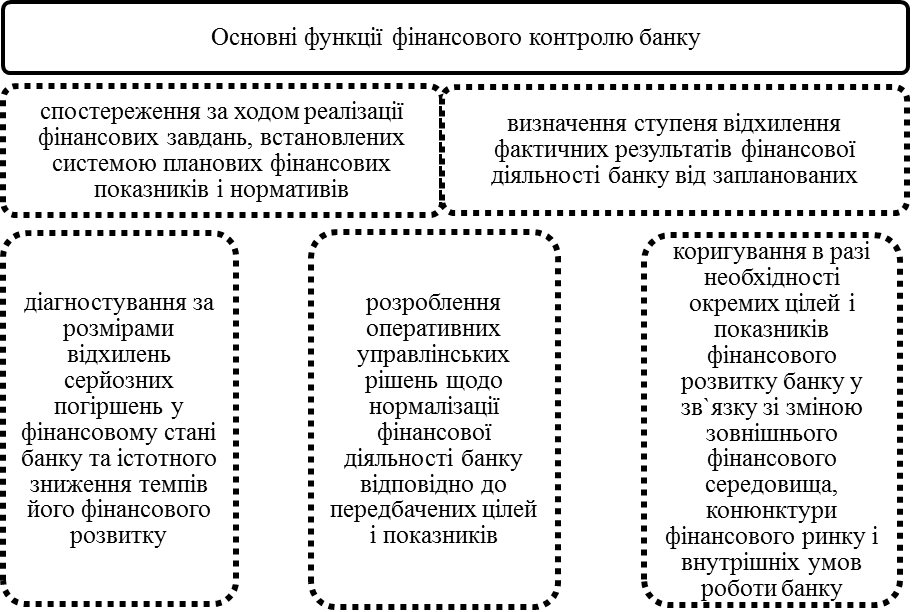 Основні функції фінансового контролю банку
спостереження за ходом реалізації
фінансових завдань, встановлених
системою планових фінансових
показників і нормативів
визначення ступеня відхилення
фактичних результатів фінансової
діяльності банку від запланованих
діагностування за
розмірами
відхилень
серйозних
погіршень у
фінансовому стані
банку та істотного
зниження темпів
його фінансового
розвитку
розроблення
оперативних
управлінських
рішень щодо
нормалізації
фінансової
діяльності банку
відповідно до
передбачених цілей
і показників
коригування в разі
необхідності
окремих цілей і
показників
фінансового
розвитку банку у
зв`язку зі зміною
зовнішнього
фінансового
середовища,
конюнктури
фінансового ринку і
внутрішніх умов
роботи банку